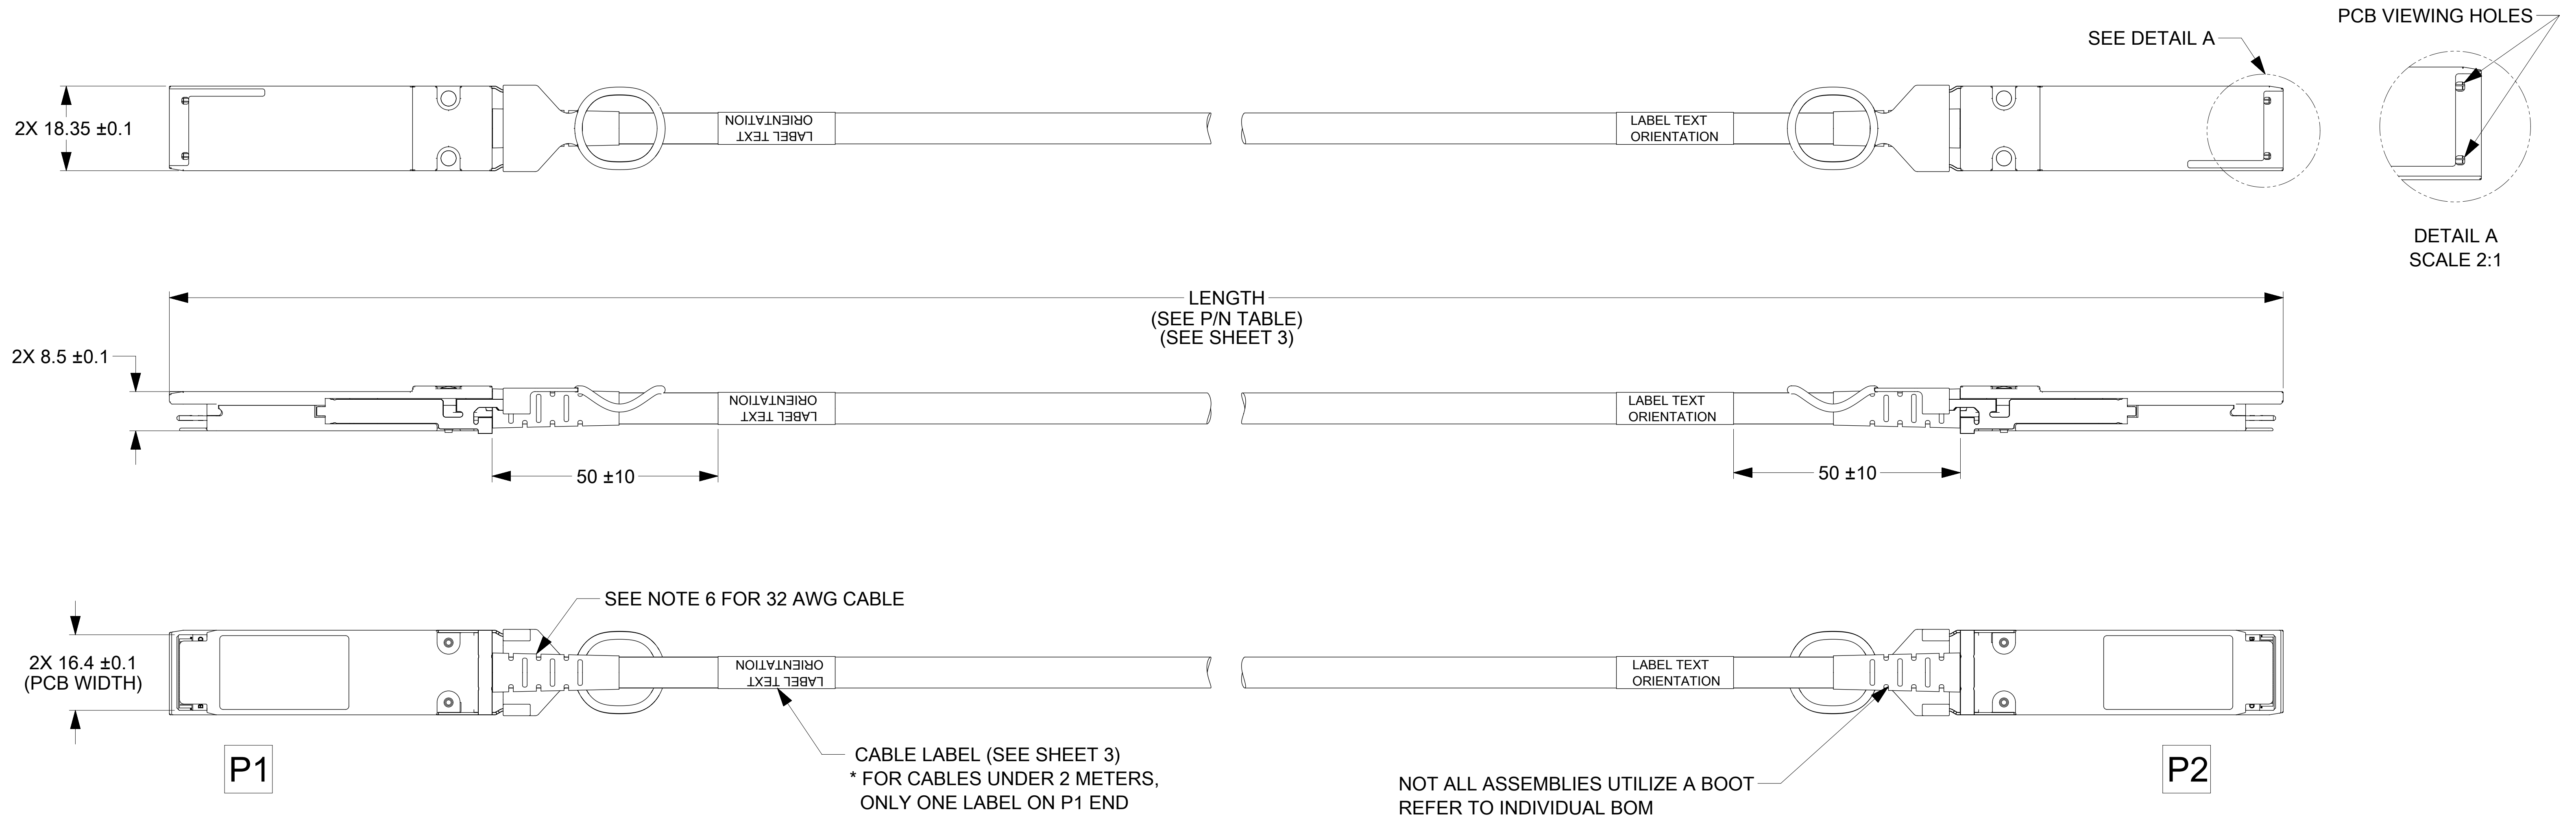 PCB VIEWING HOLES
SEE DETAIL A
2X 18.35 ±0.1
LABEL TEXT
ORIENTATION
LABEL TEXT
ORIENTATION
DETAIL A
SCALE 2:1
LENGTH
(SEE P/N TABLE)
(SEE SHEET 3)
2X 8.5 ±0.1
LABEL TEXT
ORIENTATION
LABEL TEXT
ORIENTATION
50 ±10
50 ±10
SEE NOTE 6 FOR 32 AWG CABLE
2X 16.4 ±0.1
(PCB WIDTH)
LABEL TEXT
ORIENTATION
LABEL TEXT
ORIENTATION
P1
CABLE LABEL (SEE SHEET 3)
* FOR CABLES UNDER 2 METERS,
ONLY ONE LABEL ON P1 END
NOT ALL ASSEMBLIES UTILIZE A BOOT
REFER TO INDIVIDUAL BOM
P2